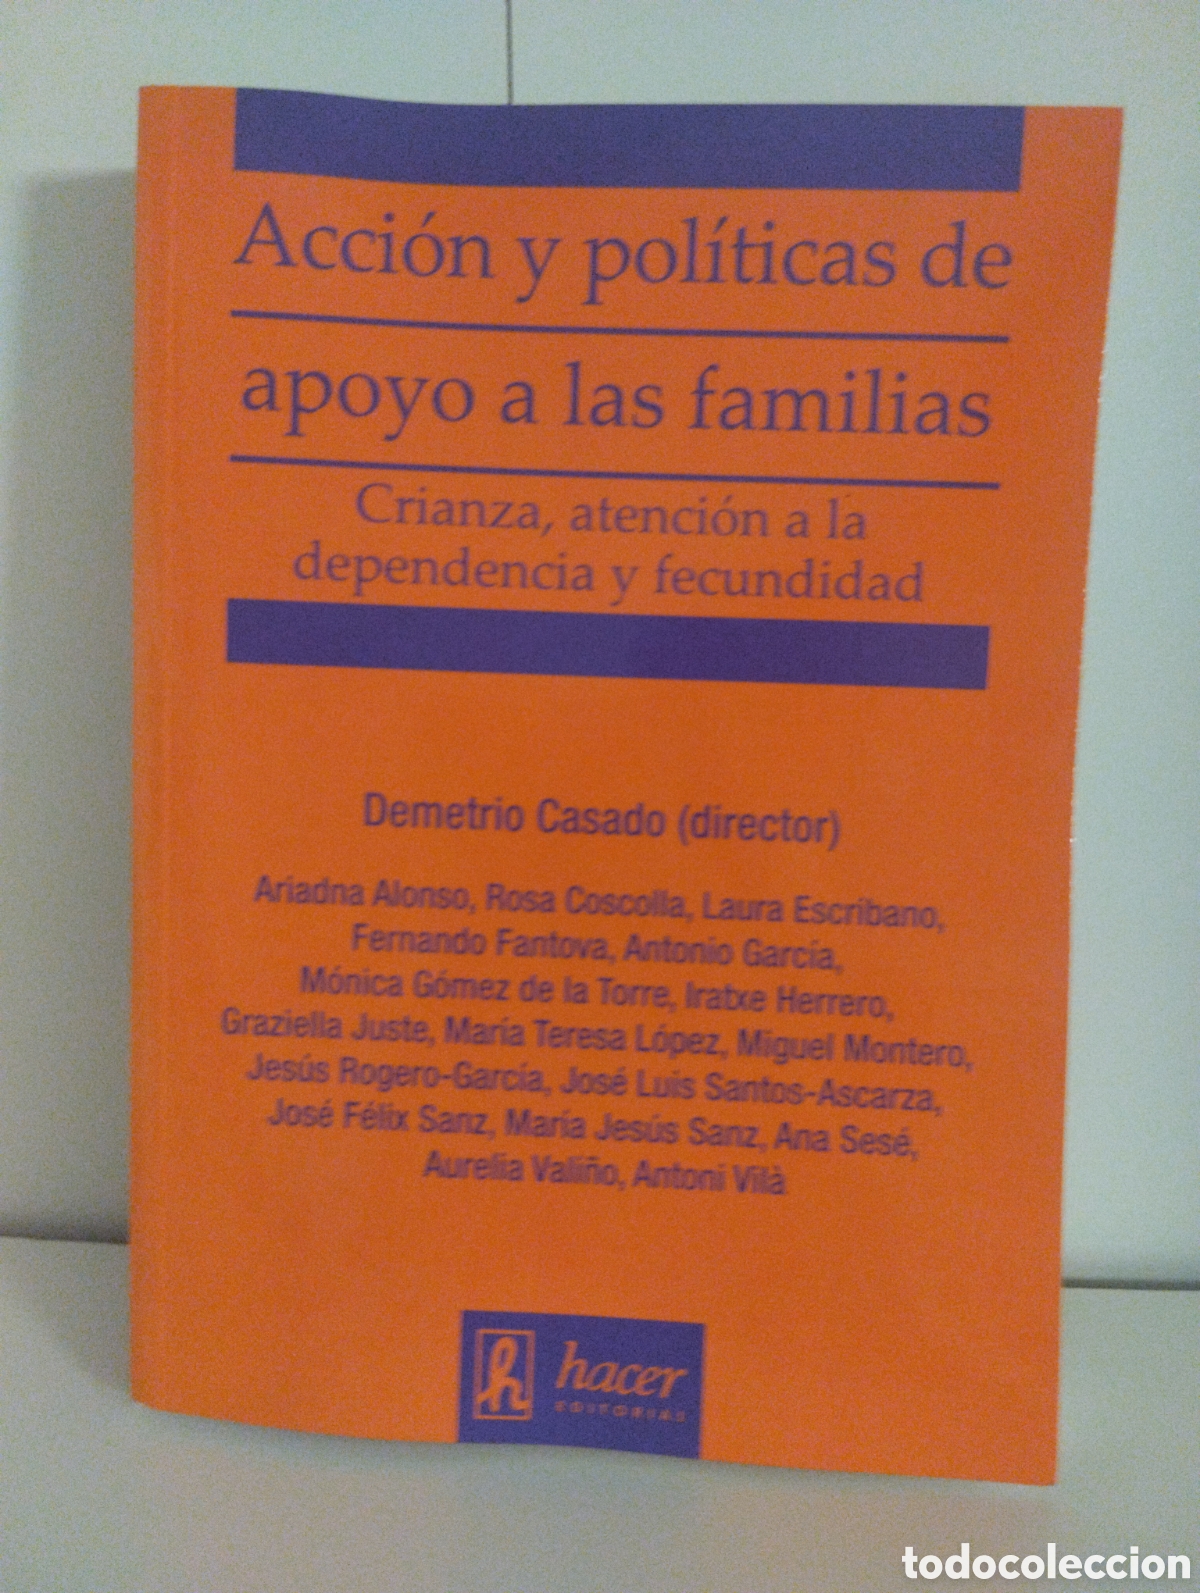 Acción y políticas de
apoyo a las familias
Crianza, atención a la
dependencia y fecundidad
Demetrio Casado (director)
Ariadna Alonso, Rosa Coscolla, Laura Escribano,
Fernando Fantova, Antonio García,
Mónica Gómez de la Torre, Iratxe Herrero,
Graziella Juste, María Teresa López, Miguel Montero,
Jesús Rogero-García, José Luis Santos-Ascarza,
José Félix Sanz, María Jesús Sanz, Ana Sesé,
Aurelia Valiño, Antoni Vilà
h hacer
EDITORIAL
todocoleccion